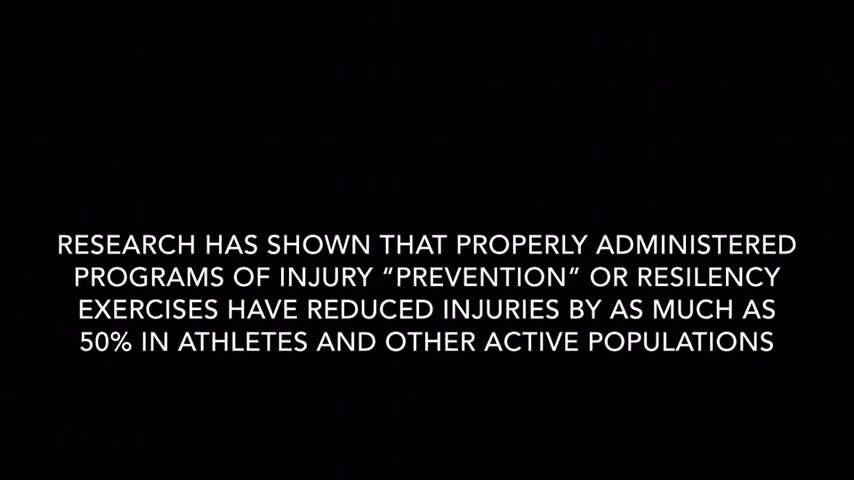 RESEARCH HAS SHOWN THAT PROPERLY ADMINISTERED
PROGRAMS OF INJURY “PREVENTION” OR RESILENCY
EXERCISES HAVE REDUCED INJURIES BY AS MUCH AS
50% IN ATHLETES AND OTHER ACTIVE POPULATIONS